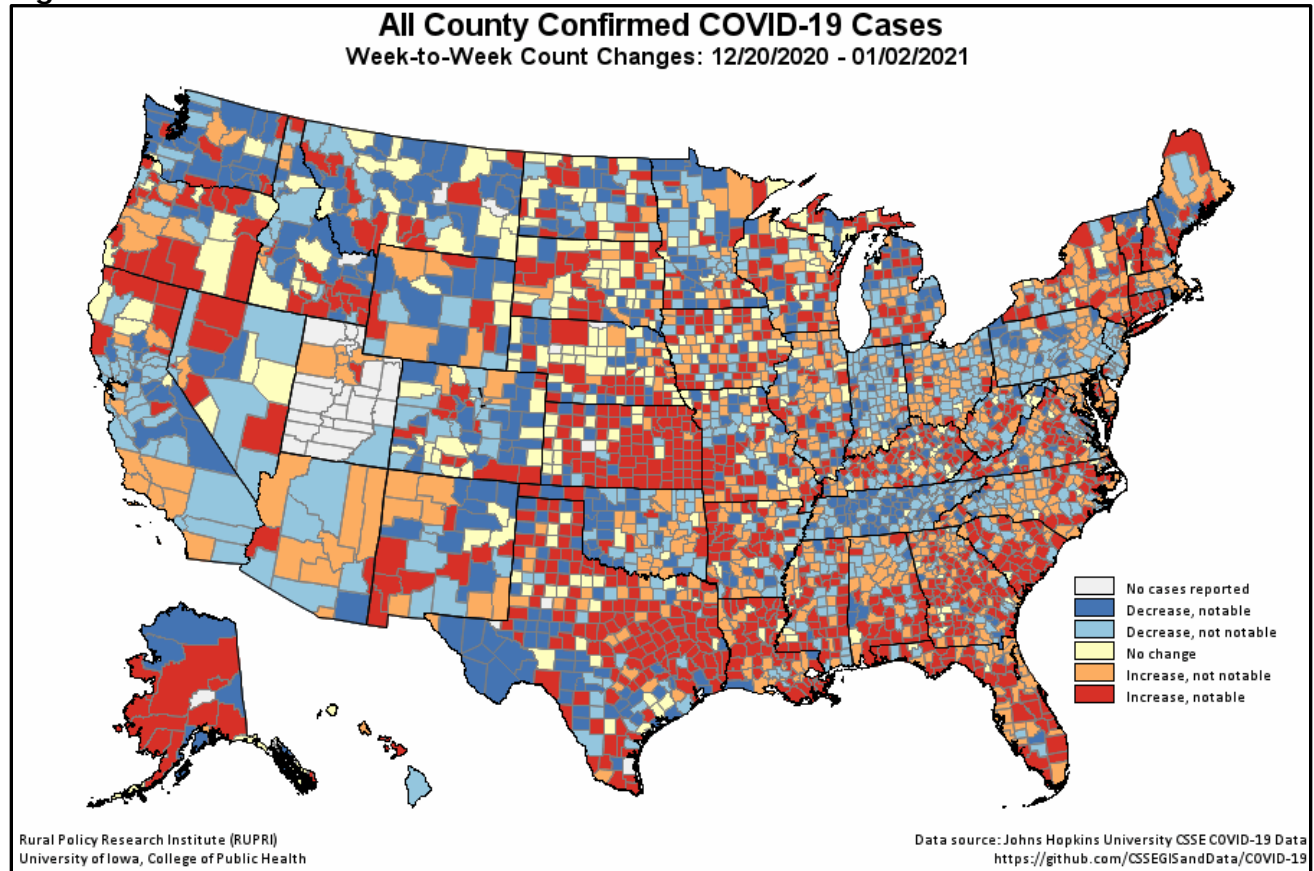 All County Confirmed COVID-19 Cases
Week-to-Week Count Changes: 12/20/2020 - 01/02/2021
No cases reported
Decrease, notable
Decrease, not notable
No change
Increase, not notable
Increase, notable
Rural Policy Research Institute (RUPRI)
University of Iowa, College of Public Health
Data source: Johns Hopkins University CSSE COVID-19 Data
https://github.com/CSSEGISandData/COVID-19